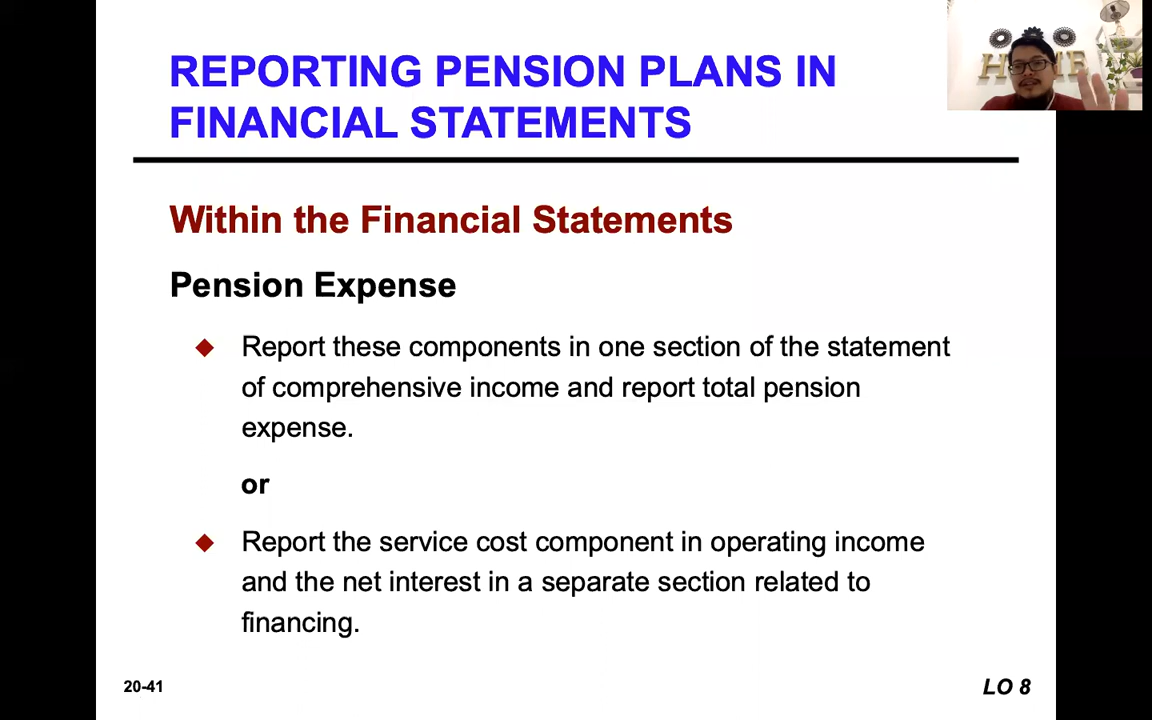 REPORTING PENSION PLANS IN
FINANCIAL STATEMENTS
Within the Financial Statements
Pension Expense
Report these components in one section of the statement
of comprehensive income and report total pension
expense.
or
Report the service cost component in operating income
and the net interest in a separate section related to
financing.
20-41
LO 8